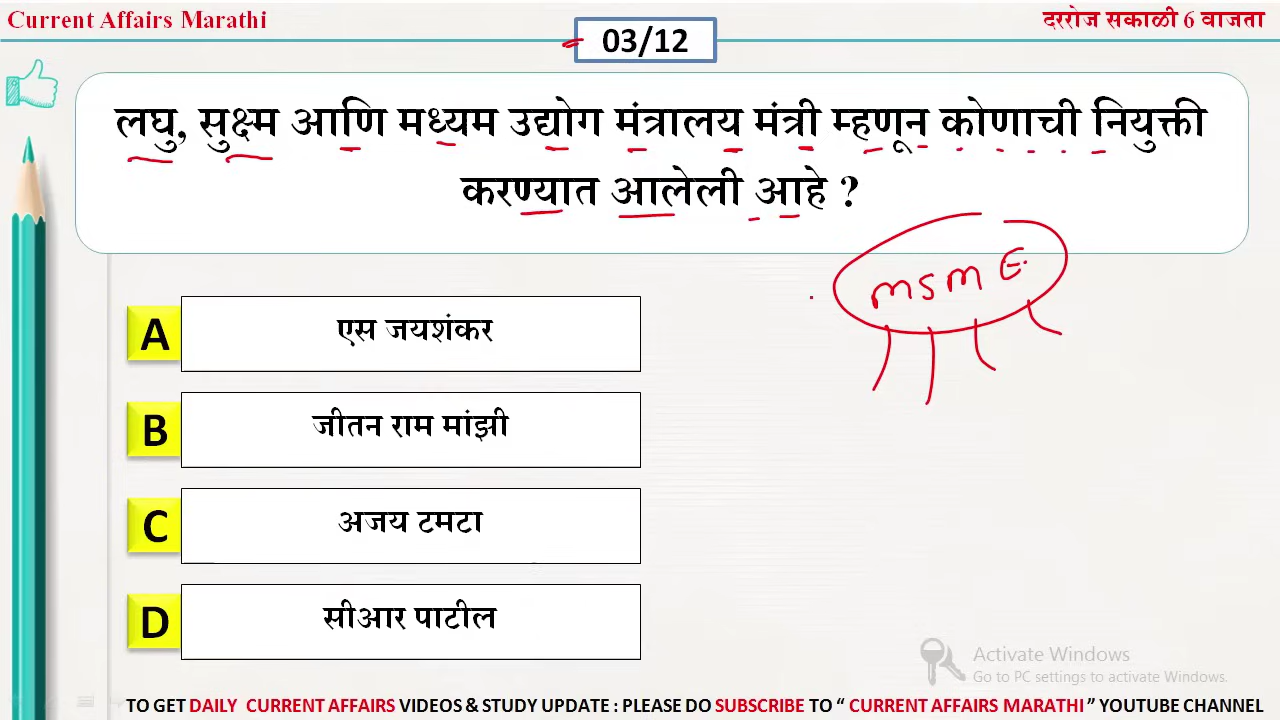 Current Affairs Marathi
दररोज सकाळी 6 वाजता
03/12
लघु, सुक्ष्म आणि मध्यम उद्योग मंत्रालय मंत्री म्हणून कोणाची नियुक्ती
करण्यात आलेली आहे ?
MSME
A
एस जयशंकर
B
जीतन राम मांझी
C
अजय टमटा
D
सीआर पाटील
Activate Windows
Go to PC settings to activate Windows.
TO GET DAILY CURRENT AFFAIRS VIDEOS & STUDY UPDATE : PLEASE DO SUBSCRIBE TO “ CURRENT AFFAIRS MARATHI ” YOUTUBE CHANNEL